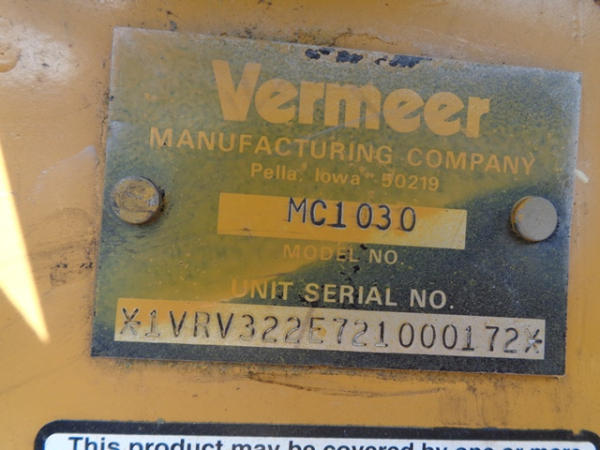 Vermeer
MANUFACTURING COMPANY
Pella, Iowa 50219
MC1030
MODEL NO.
UNIT SERIAL NO.
*1VRV322E721000172*
This product may be covered by one or more